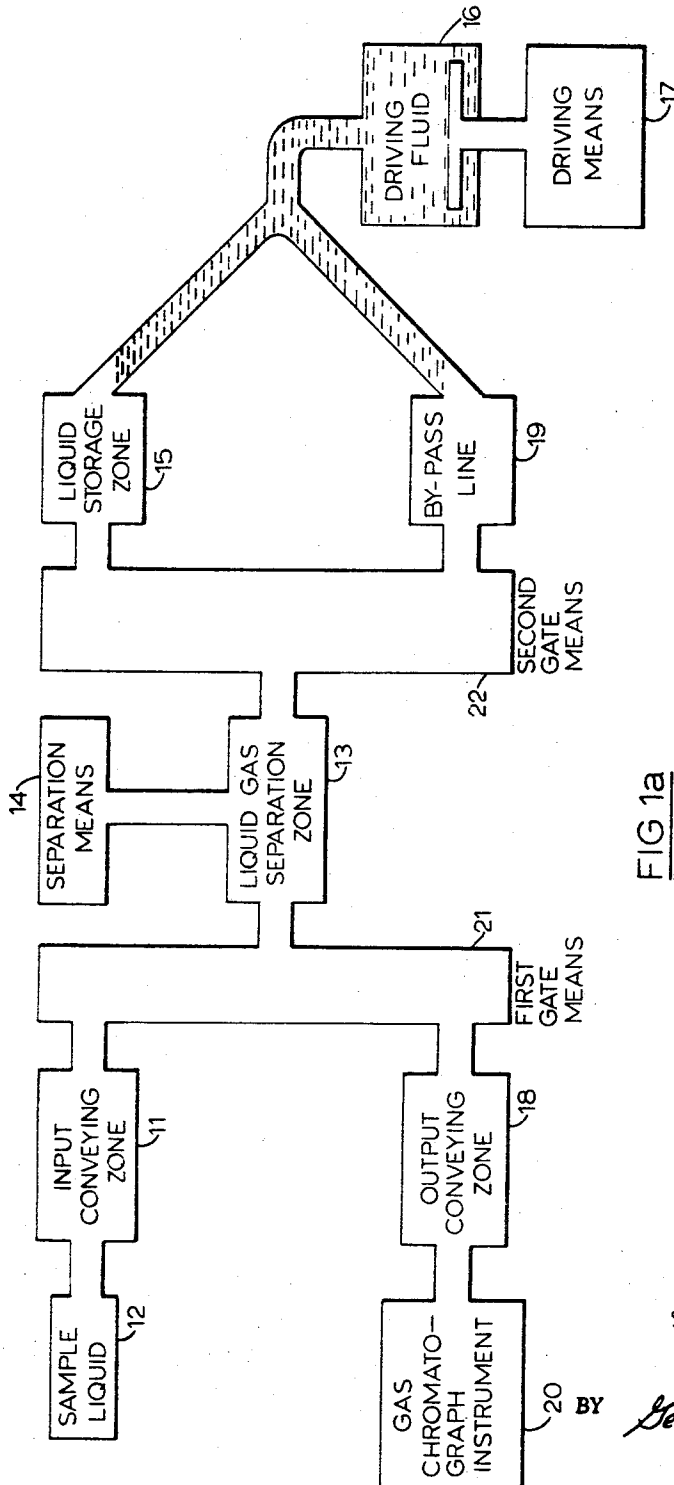 SAMPLE
LIQUID
12
INPUT
CONVEYING
ZONE
11
FIRST
GATE
MEANS
21
SEPARATION
MEANS
14
LIQUID GAS
SEPARATION
ZONE
13
SECOND
GATE
MEANS
22
LIQUID
STORAGE
ZONE
15
BY-PASS
LINE
19
DRIVING
FLUID
16
DRIVING
MEANS
17
OUTPUT
CONVEYING
ZONE
18
GAS
CHROMATO-
GRAPH
INSTRUMENT
20
FIG 1a
BY